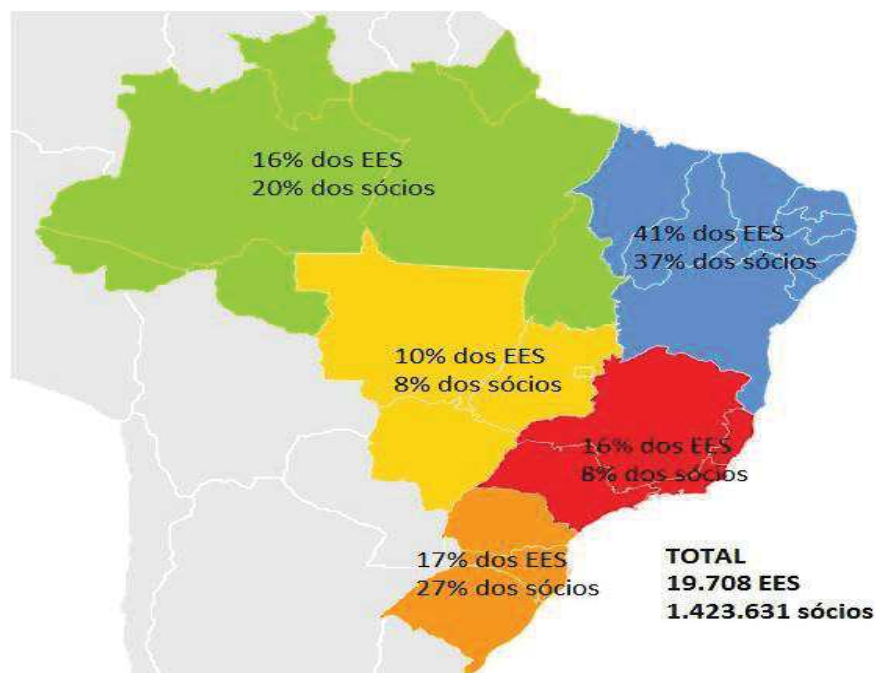 16% dos EES
20% dos sócios
41% dos EES
37% dos sócios
10% dos EES
8% dos sócios
16% dos EES
8% dos sócios
17% dos EES
27% dos sócios
TOTAL
19.708 EES
1.423.631 sócios